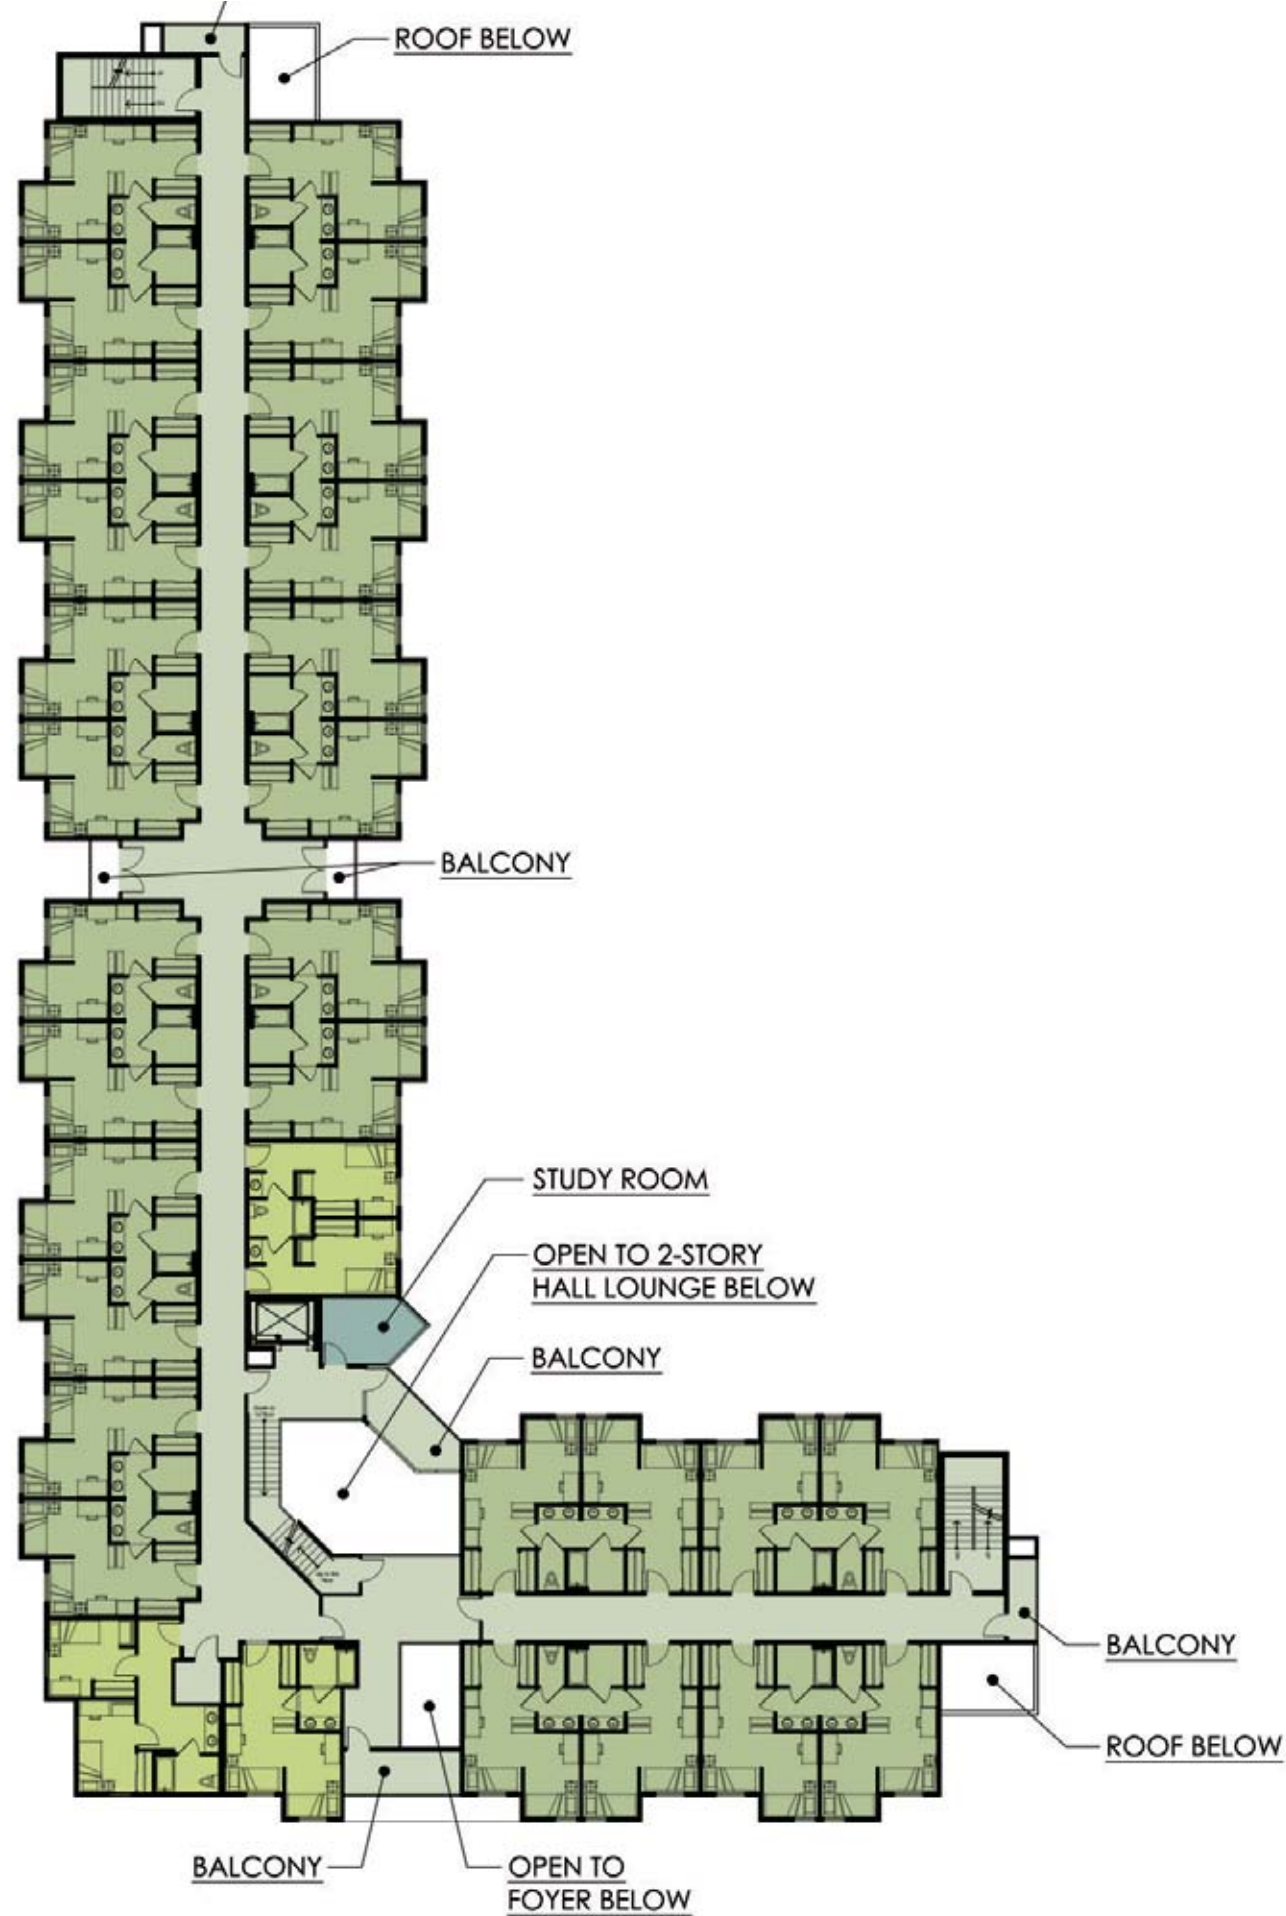 ROOF BELOW
BALCONY
STUDY ROOM
OPEN TO 2-STORY
HALL LOUNGE BELOW
BALCONY
BALCONY
ROOF BELOW
BALCONY
OPEN TO
FOYER BELOW